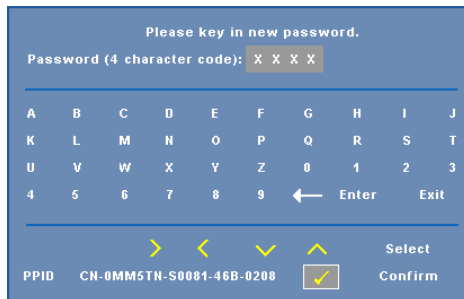 Please key in new password.
Password (4 character code): X X X X
A B C D E F G H I J
K L M N O P Q R S T
U V W X Y Z 0 1 2 3
4 5 6 7 8 9 ← Enter Exit
Select
PPID CN-0MM5TN-S0081-46B-0208 ✓ Confirm